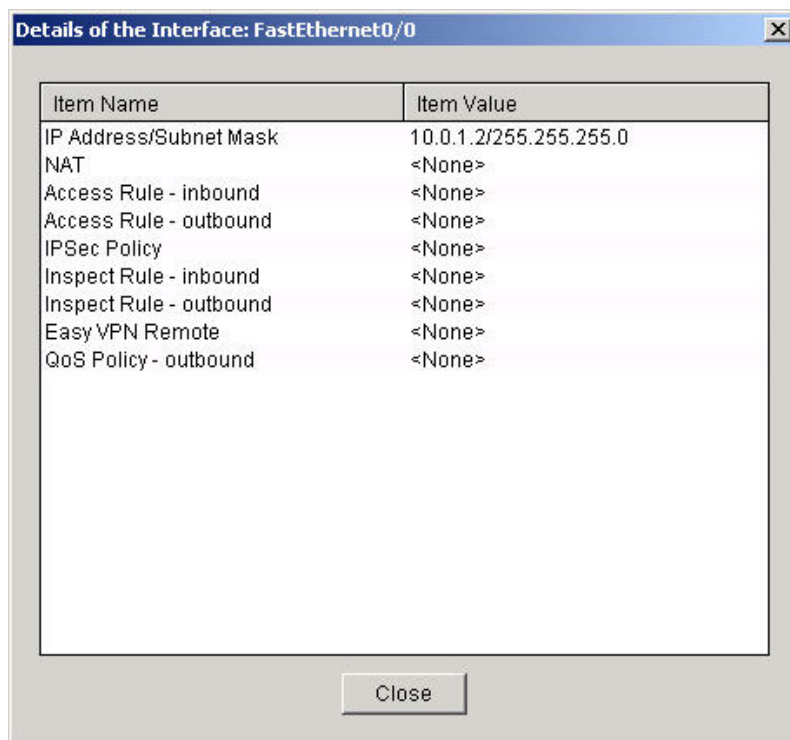 Details of the Interface: FastEthernet0/0
Item Name Item Value
IP Address/Subnet Mask 10.0.1.2/255.255.255.0
NAT <None>
Access Rule - inbound <None>
Access Rule - outbound <None>
IPSec Policy <None>
Inspect Rule - inbound <None>
Inspect Rule - outbound <None>
Easy VPN Remote <None>
QoS Policy - outbound <None>
Close